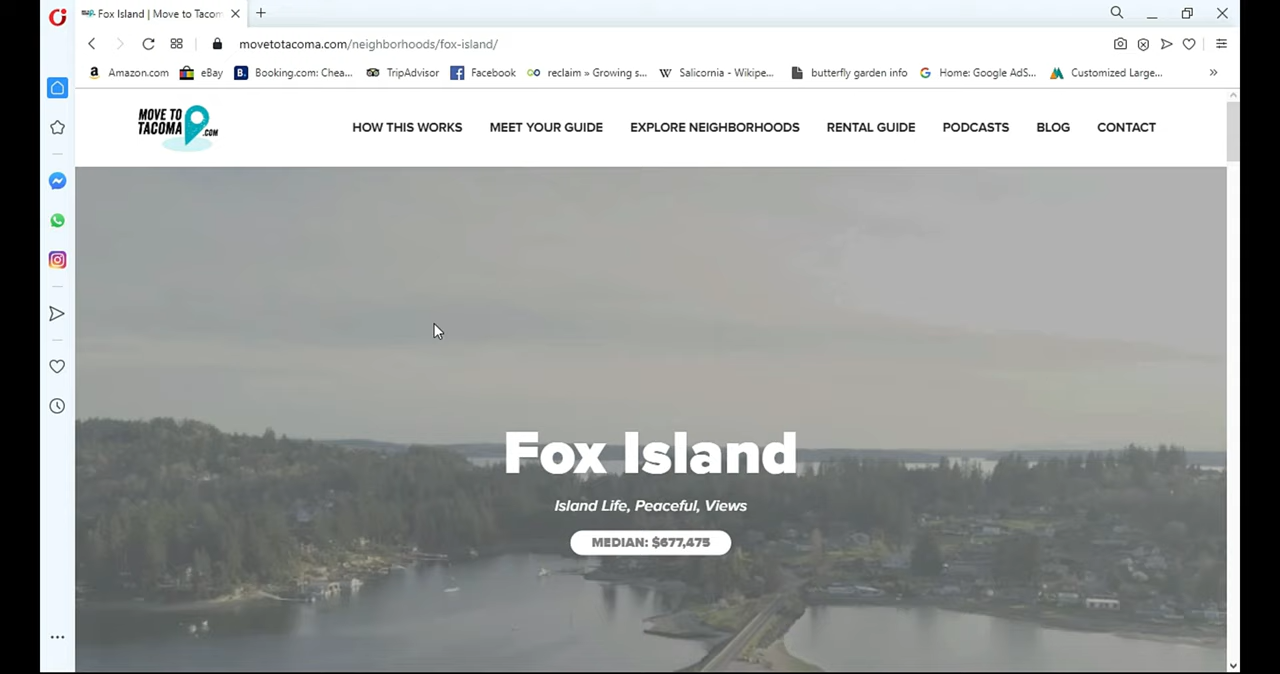 Fox Island | Move to Tacom
movetotacoma.com/neighborhoods/fox-island/
Amazon.com eBay Booking.com: Chea... TripAdvisor Facebook reclaim » Growing s... Salicornia - Wikipe... butterfly garden info Home: Google AdS... Customized Large...
MOVE TO
TACOMA .COM
HOW THIS WORKS MEET YOUR GUIDE EXPLORE NEIGHBORHOODS RENTAL GUIDE PODCASTS BLOG CONTACT
Fox Island
Island Life, Peaceful, Views
MEDIAN: $677,475